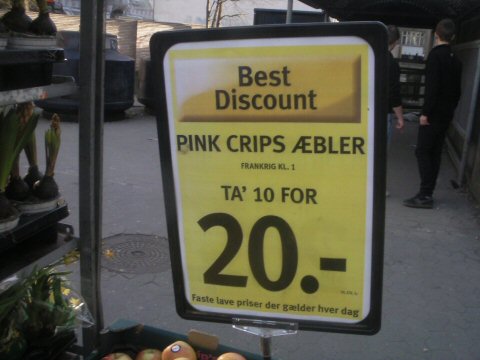 Best
Discount
PINK CRIPS ÆBLER
FRANKRIG KL. 1
TA' 10 FOR
20.-
Faste lave priser der gælder hver dag